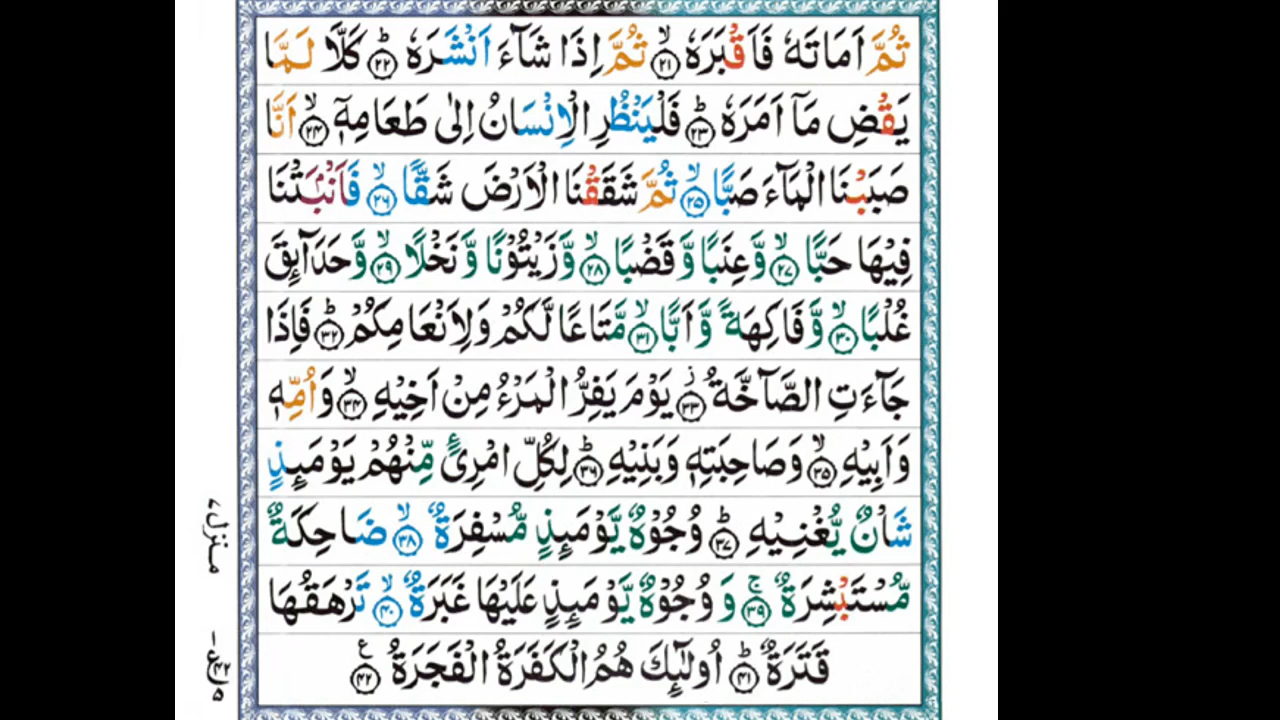 ثُمَّ اَمَاتَهٗ فَاَقْبَرَهٗ ۙ﴿۲۱﴾ ثُمَّ اِذَا شَآءَ اَنْشَرَهٗ ؕ﴿۲۲﴾ كَلَّا لَمَّا
يَقْضِ مَآ اَمَرَهٗ ؕ﴿۲۳﴾ فَلْيَنْظُرِ الْاِنْسَانُ اِلٰى طَعَامِهٖٓ ۙ﴿۲۴﴾ اَنَّا
صَبَبْنَا الْمَآءَ صَبًّا ۙ﴿۲۵﴾ ثُمَّ شَقَقْنَا الْاَرْضَ شَقًّا ۙ﴿۲۶﴾ فَاَنْۢبَتْنَا
فِيْهَا حَبًّا ۙ﴿۲۷﴾ وَّعِنَبًا وَّ قَضْبًا ۙ﴿۲۸﴾ وَّ زَيْتُوْنًا وَّ نَخْلًا ۙ﴿۲۹﴾ وَّحَدَآئِقَ
غُلْبًا ۙ﴿۳۰﴾ وَّ فَاكِهَةً وَّ اَبًّا ۙ﴿۳۱﴾ مَّتَاعًا لَّكُمْ وَلِاَنْعَامِكُمْ ؕ﴿۳۲﴾ فَاِذَا
جَآءَتِ الصَّآخَّةُ ؗ﴿۳۳﴾ يَوْمَ يَفِرُّ الْمَرْءُ مِنْ اَخِيْهِ ۙ﴿۳۴﴾ وَ اُمِّهٖ
وَ اَبِيْهِ ۙ﴿۳۵﴾ وَ صَاحِبَتِهٖ وَ بَنِيْهِ ؕ﴿۳۶﴾ لِكُلِّ امْرِئٍ مِّنْهُمْ يَوْمَئِذٍ
شَاْنٌ يُّغْنِيْهِ ؕ﴿۳۷﴾ وُجُوْهٌ يَّوْمَئِذٍ مُّسْفِرَةٌ ۙ﴿۳۸﴾ ضَاحِكَةٌ
مُّسْتَبْشِرَةٌ ۚ﴿۳۹﴾ وَ وُجُوْهٌ يَّوْمَئِذٍ عَلَيْهَا غَبَرَةٌ ۙ﴿۴۰﴾ تَرْهَقُهَا
قَتَرَةٌ ؕ﴿۴۱﴾ اُولٰٓئِكَ هُمُ الْكَفَرَةُ الْفَجَرَةُ ﴿۴۲﴾ ع
منزل ۷